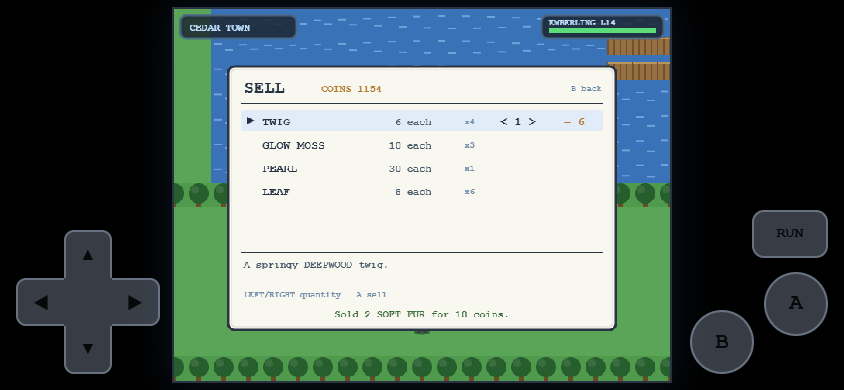 CEDAR TOWN
EMBERLING L14
SELL COINS 1154 B back
▶ TWIG 6 each x4 < 1 > = 6
GLOW MOSS 10 each x3
PEARL 30 each x1
LEAF 8 each x6
A springy DEEPWOOD twig.
LEFT/RIGHT quantity A sell
Sold 2 SOFT FUR for 10 coins.
RUN
A
B